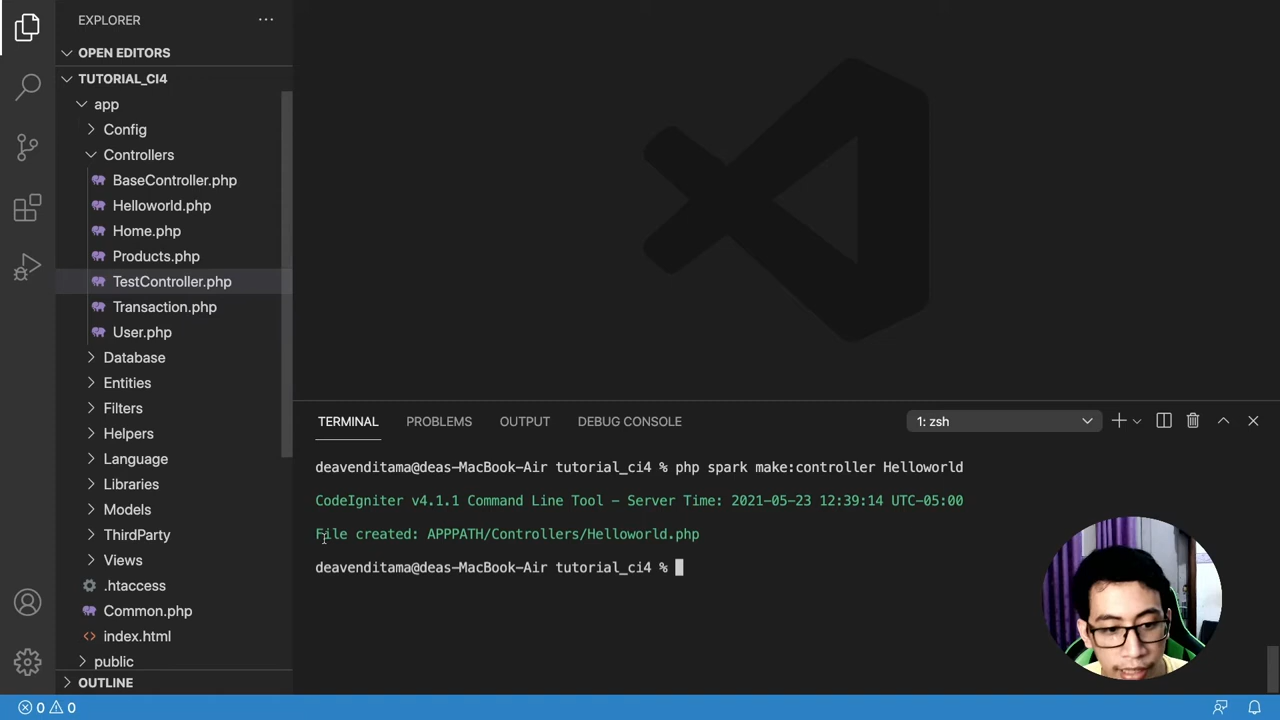 EXPLORER
OPEN EDITORS
TUTORIAL_CI4
app
Config
Controllers
BaseController.php
Helloworld.php
Home.php
Products.php
TestController.php
Transaction.php
User.php
Database
Entities
Filters
Helpers
Language
Libraries
Models
ThirdParty
Views
.htaccess
Common.php
index.html
public
OUTLINE
TERMINAL PROBLEMS OUTPUT DEBUG CONSOLE 1: zsh
deavenditama@deas-MacBook-Air tutorial_ci4 % php spark make:controller Helloworld
CodeIgniter v4.1.1 Command Line Tool - Server Time: 2021-05-23 12:39:14 UTC-05:00
File created: APPPATH/Controllers/Helloworld.php
deavenditama@deas-MacBook-Air tutorial_ci4 %
0 0